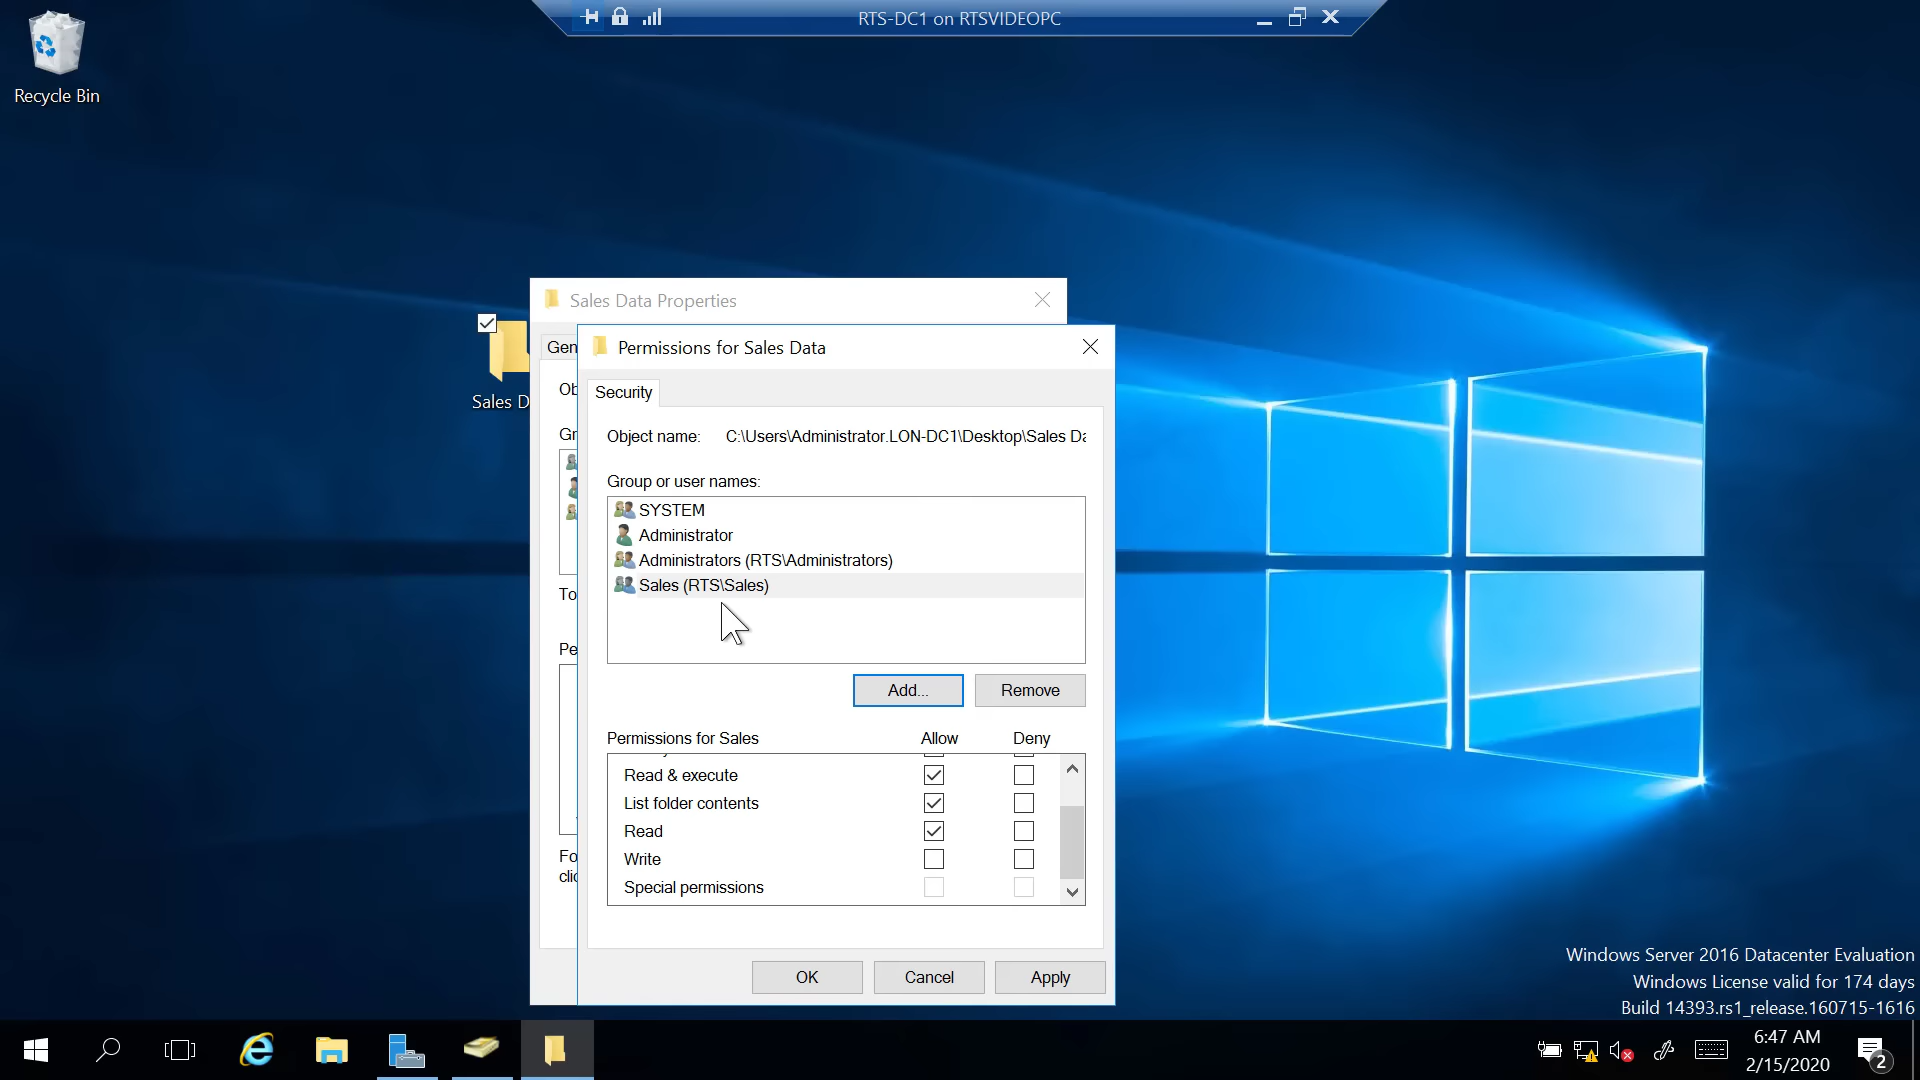 RTS-DC1 on RTSVIDEOPC
Recycle Bin
Sales Data Properties
Sales D
Gen
Permissions for Sales Data
Security
Ob
Object name: C:\Users\Administrator.LON-DC1\Desktop\Sales Da
Gr
Group or user names:
SYSTEM
Administrator
Administrators (RTS\Administrators)
Sales (RTS\Sales)
To
Pe
Add...
Remove
Permissions for Sales Allow Deny
Read & execute
List folder contents
Read
Write
Special permissions
Fo
clic
OK
Cancel
Apply
Windows Server 2016 Datacenter Evaluation
Windows License valid for 174 days
Build 14393.rs1_release.160715-1616
6:47 AM
2/15/2020
2